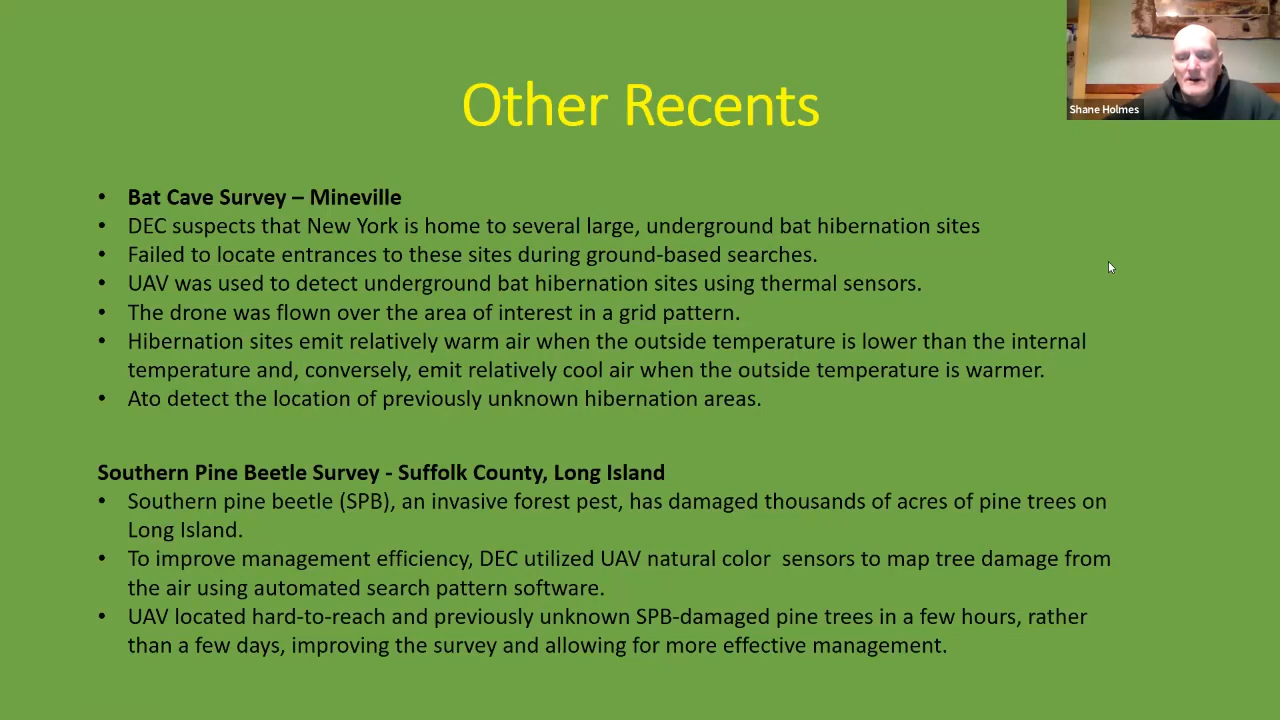 Other Recents
Shane Holmes
• Bat Cave Survey – Mineville
• DEC suspects that New York is home to several large, underground bat hibernation sites
• Failed to locate entrances to these sites during ground-based searches.
• UAV was used to detect underground bat hibernation sites using thermal sensors.
• The drone was flown over the area of interest in a grid pattern.
• Hibernation sites emit relatively warm air when the outside temperature is lower than the internal
temperature and, conversely, emit relatively cool air when the outside temperature is warmer.
• Ato detect the location of previously unknown hibernation areas.
Southern Pine Beetle Survey - Suffolk County, Long Island
• Southern pine beetle (SPB), an invasive forest pest, has damaged thousands of acres of pine trees on
Long Island.
• To improve management efficiency, DEC utilized UAV natural color  sensors to map tree damage from
the air using automated search pattern software.
• UAV located hard-to-reach and previously unknown SPB-damaged pine trees in a few hours, rather
than a few days, improving the survey and allowing for more effective management.